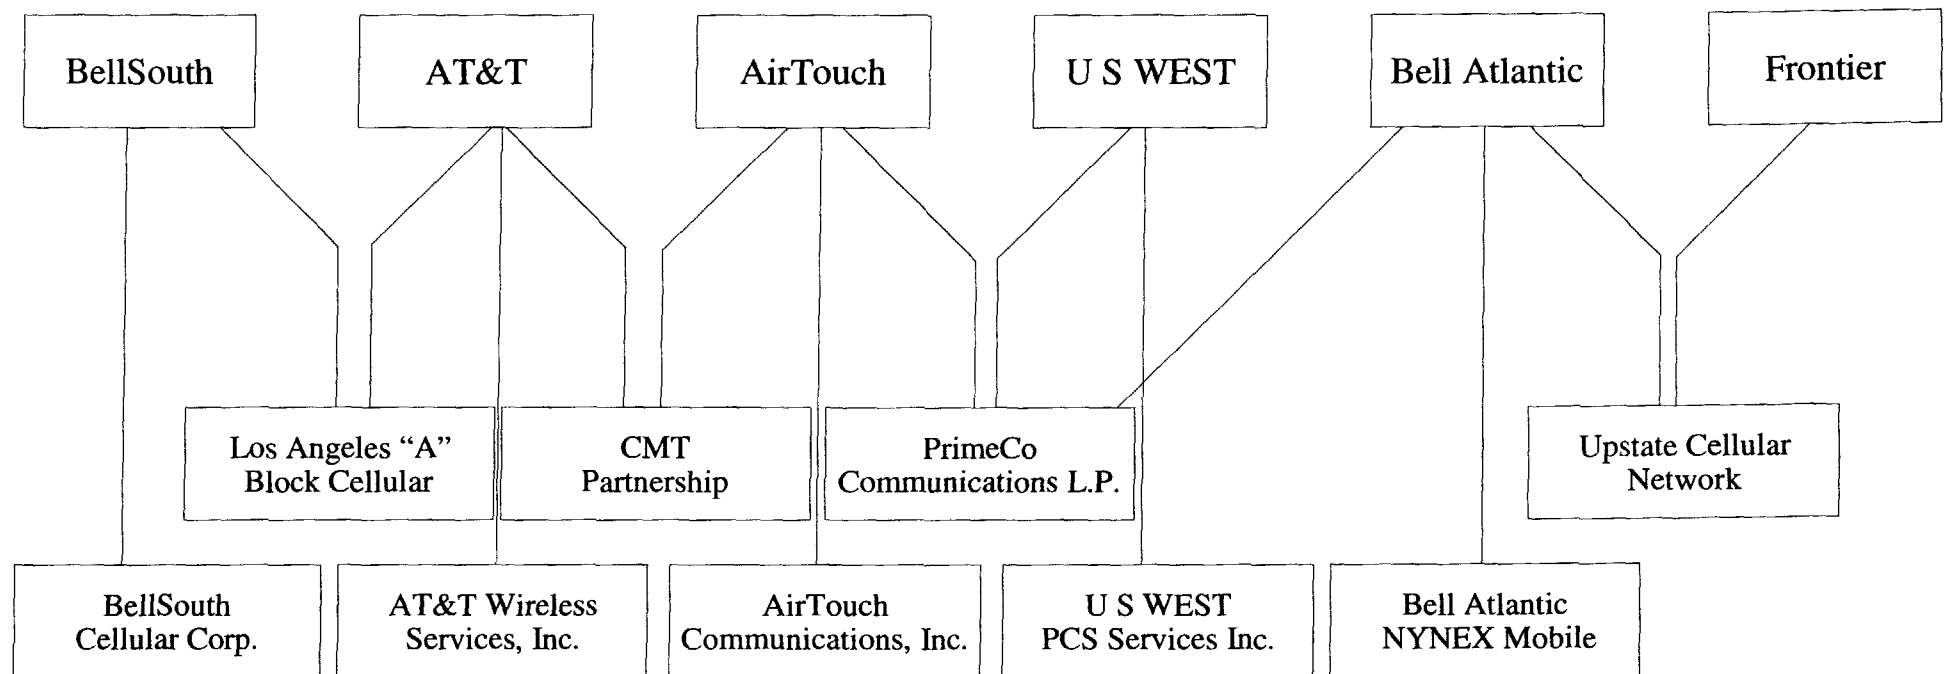 BellSouth
AT&T
AirTouch
U S WEST
Bell Atlantic
Frontier
Los Angeles “A”
Block Cellular
CMT
Partnership
PrimeCo
Communications L.P.
Upstate Cellular
Network
BellSouth
Cellular Corp.
AT&T Wireless
Services, Inc.
AirTouch
Communications, Inc.
U S WEST
PCS Services Inc.
Bell Atlantic
NYNEX Mobile